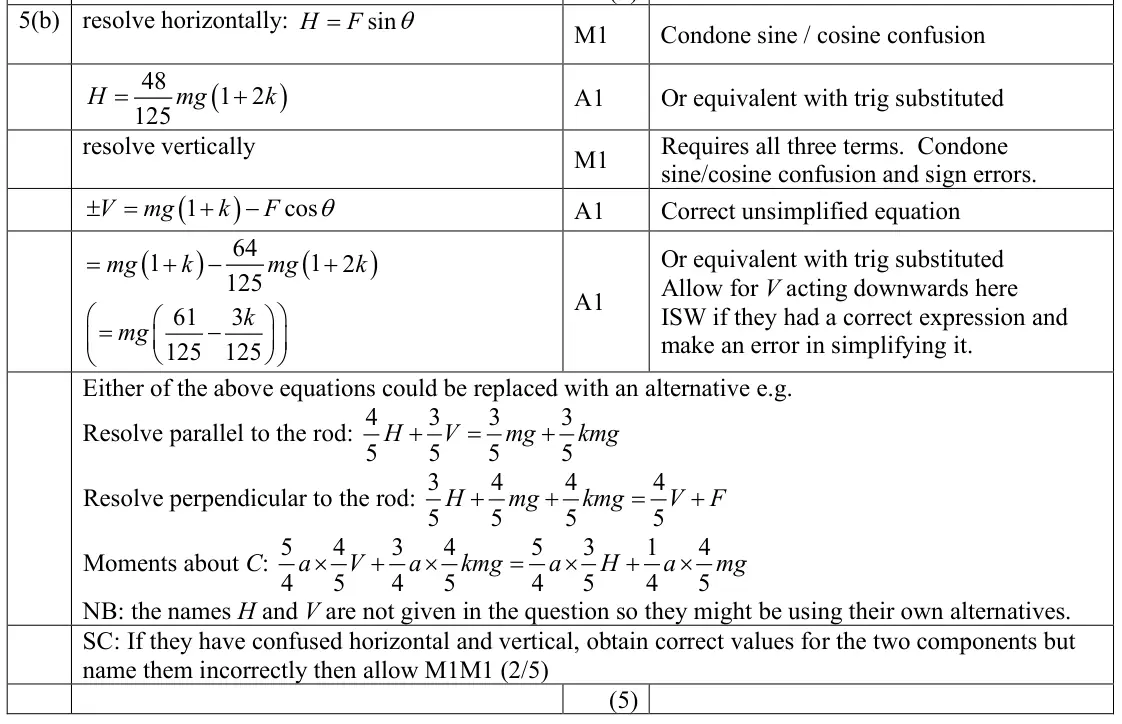 5(b) resolve horizontally: H = F sin θ M1 Condone sine / cosine confusion
H = 48/125 mg (1 + 2k) A1 Or equivalent with trig substituted
resolve vertically M1 Requires all three terms. Condone
sine/cosine confusion and sign errors.
±V = mg (1 + k) − F cos θ A1 Correct unsimplified equation
= mg (1 + k) − 64/125 mg (1 + 2k) A1 Or equivalent with trig substituted
Allow for V acting downwards here
( = mg ( 61/125 − 3k/125 ) ) ISW if they had a correct expression and
make an error in simplifying it.
Either of the above equations could be replaced with an alternative e.g.
Resolve parallel to the rod: 4/5 H + 3/5 V = 3/5 mg + 3/5 kmg
Resolve perpendicular to the rod: 3/5 H + 4/5 mg + 4/5 kmg = 4/5 V + F
Moments about C: 5/4 a × 4/5 V + 3/4 a × 4/5 kmg = 5/4 a × 3/5 H + 1/4 a × 4/5 mg
NB: the names H and V are not given in the question so they might be using their own alternatives.
SC: If they have confused horizontal and vertical, obtain correct values for the two components but
name them incorrectly then allow M1M1 (2/5)
(5)